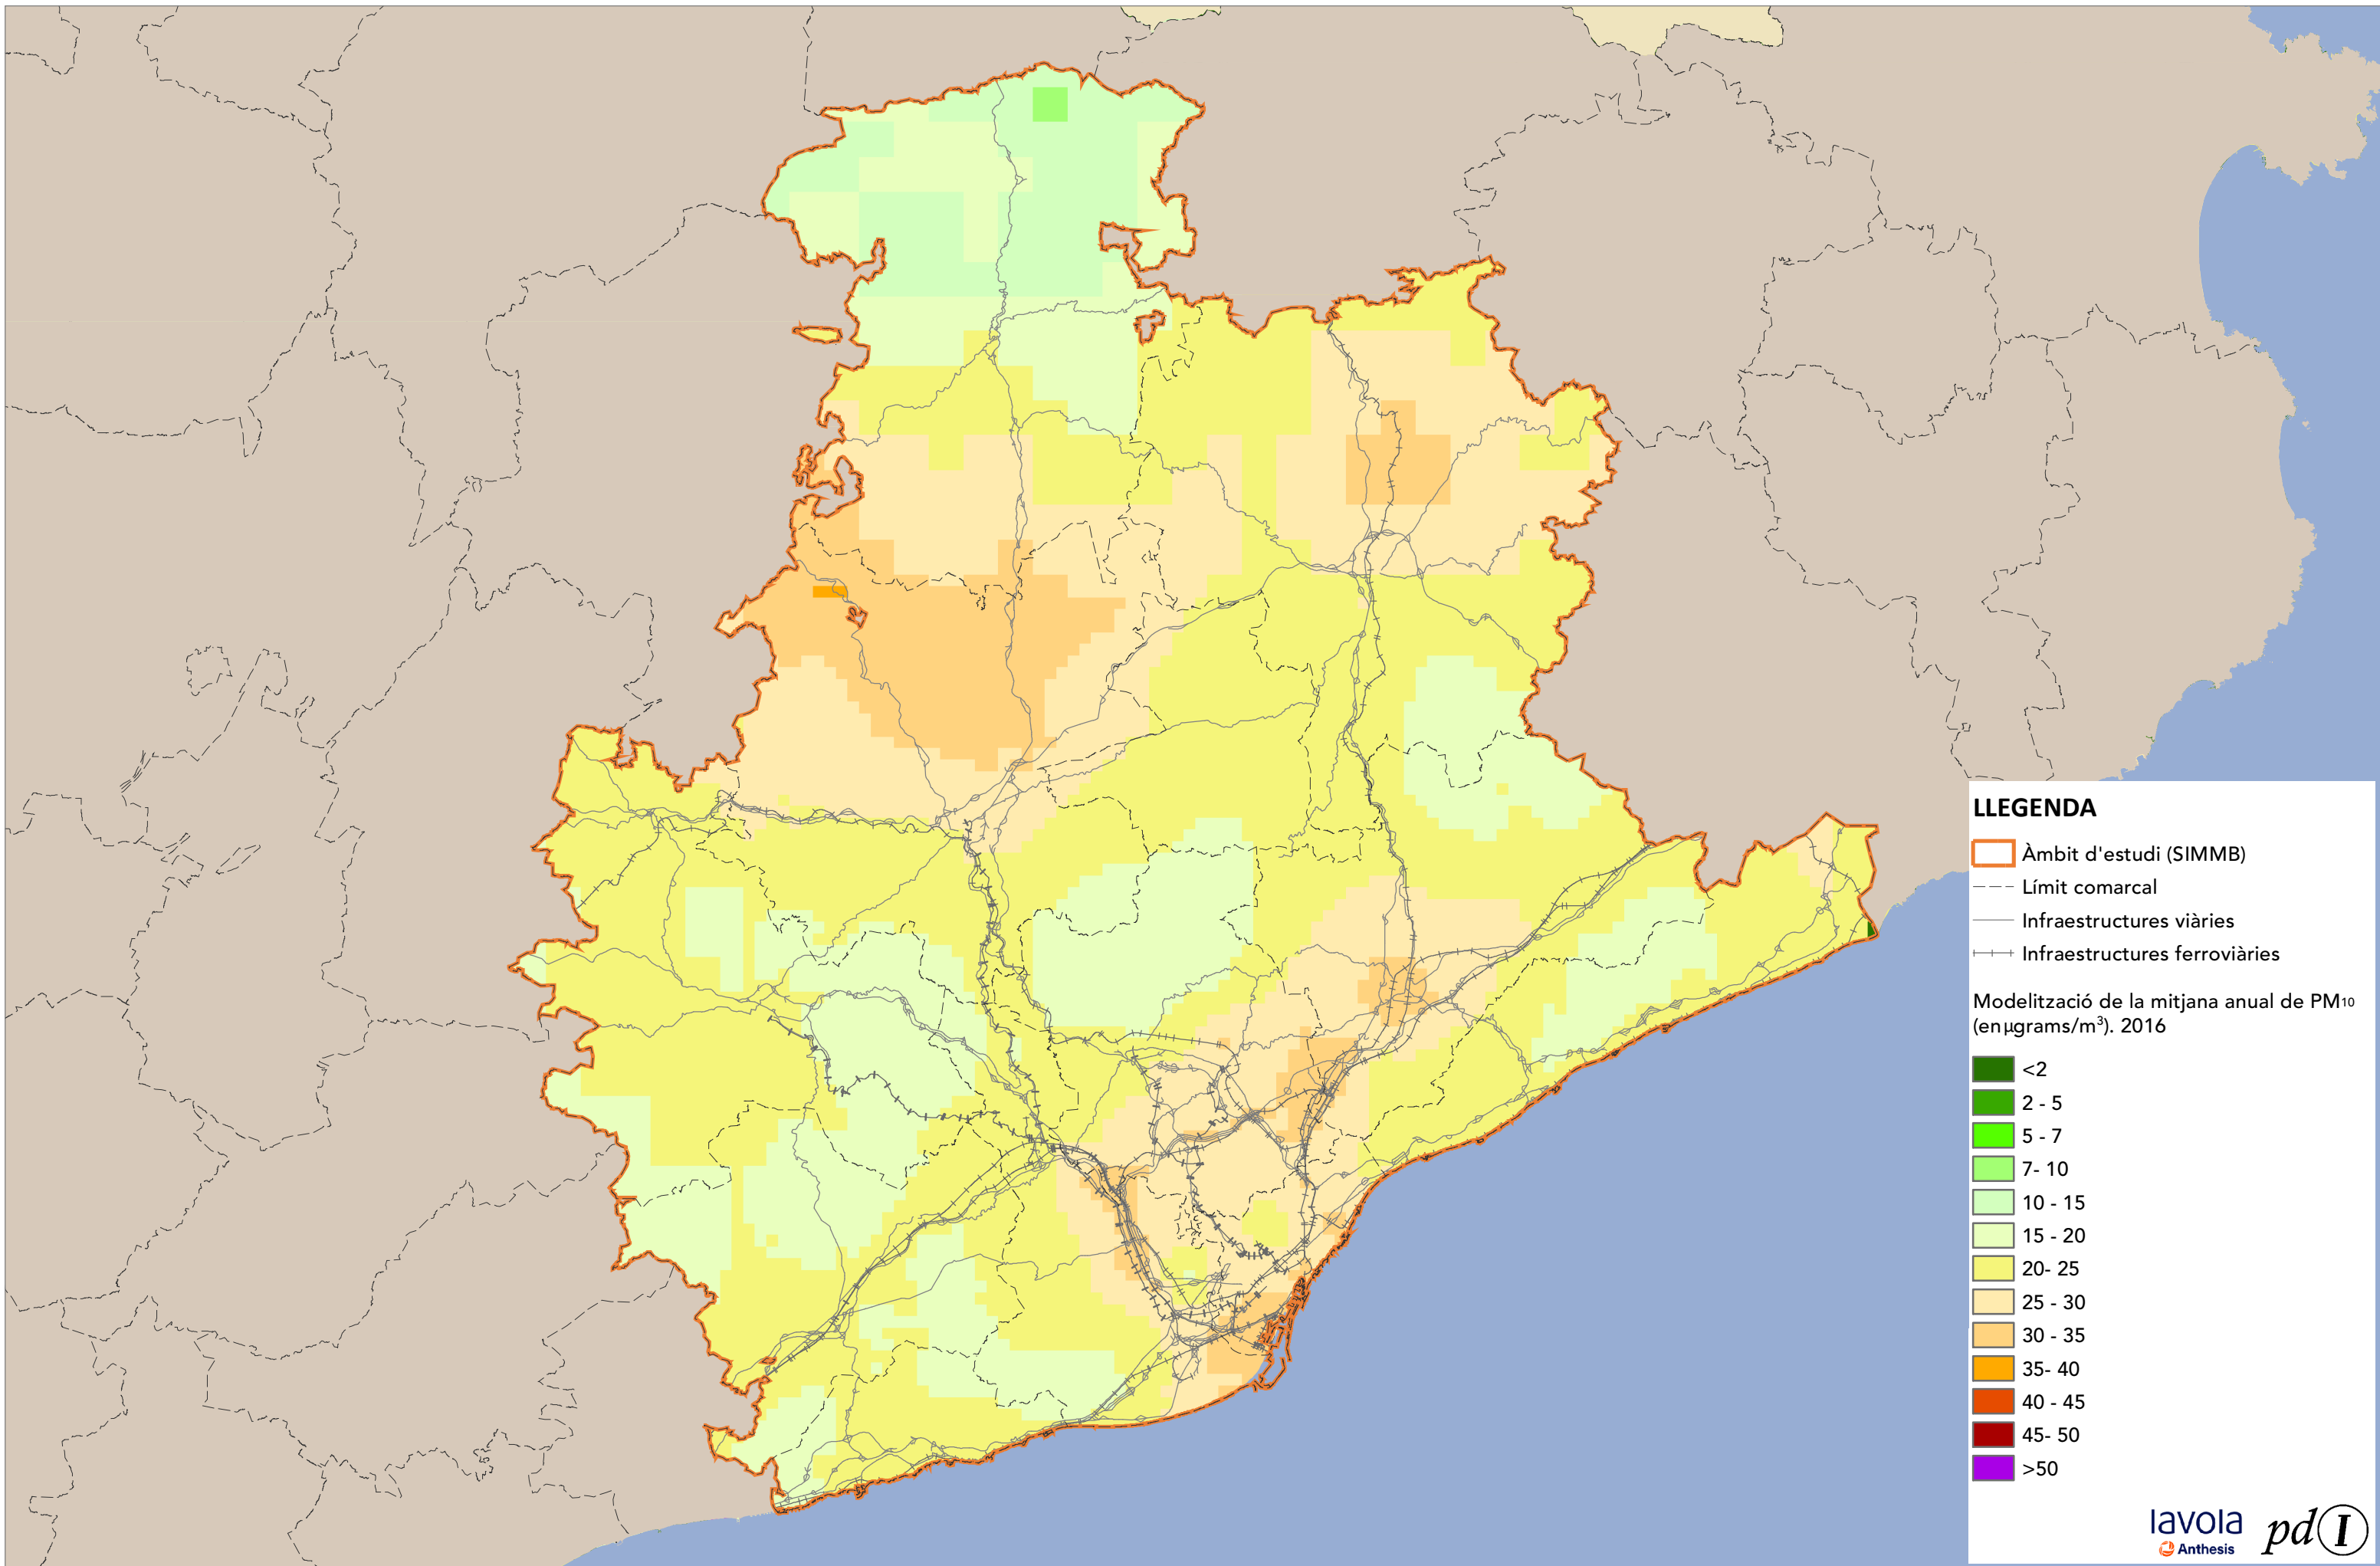 LLEGENDA
Àmbit d'estudi (SIMMB)
Límit comarcal
Infraestructures viàries
Infraestructures ferroviàries
Modelització de la mitjana anual de PM10
(en µgrams/m³). 2016
<2
2 - 5
5 - 7
7- 10
10 - 15
15 - 20
20- 25
25 - 30
30 - 35
35- 40
40 - 45
45- 50
>50
lavola
Anthesis
pdI